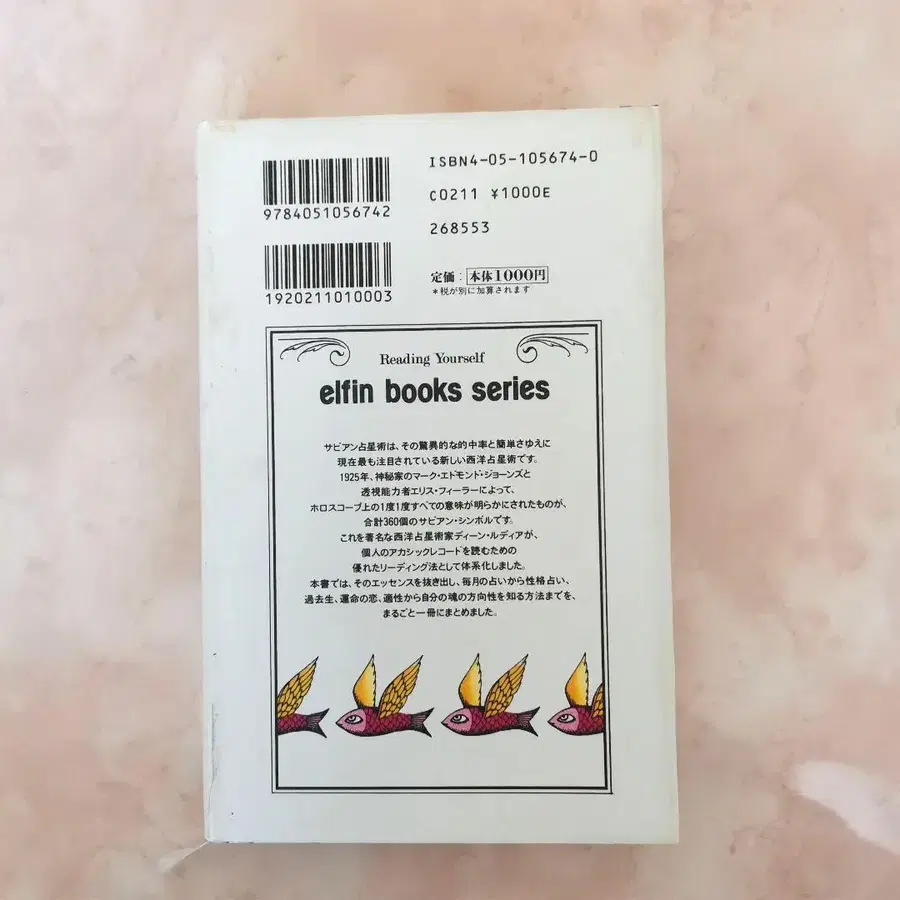 ISBN4-05-105674-0
9784051056742
C0211 ¥1000E
268553
1920211010003
定価：本体1000円
＊税が別に加算されます
Reading Yourself
elfin books series
サビアン占星術は、その驚異的な的中率と簡単さゆえに
現在最も注目されている新しい西洋占星術です。
1925年、神秘家のマーク・エドモンド・ジョーンズと
透視能力者エリス・フィーラーによって、
ホロスコープ上の1度1度すべての意味が明らかにされたものが、
合計360個のサビアン・シンボルです。
これを著名な西洋占星術家ディーン・ルディアが、
個人のアカシックレコードを読むための
優れたリーディング法として体系化しました。
本書では、そのエッセンスを抜き出し、毎月の占いから性格占い、
過去生、運命の恋、適性から自分の魂の方向性を知る方法までを、
まるごと一冊にまとめました。